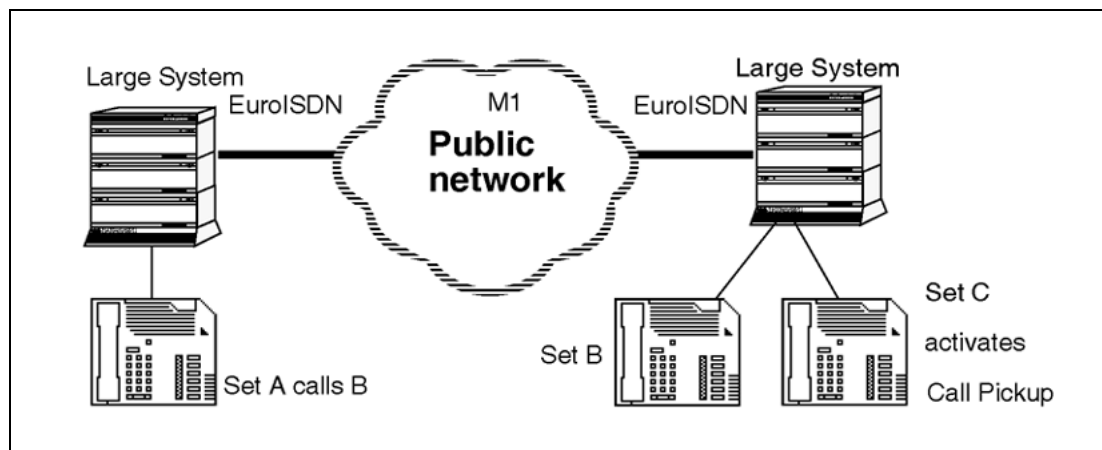 Large System
EuroISDN
M1
Public
network
EuroISDN
Large System
Set A calls B
Set B
Set C
activates
Call Pickup